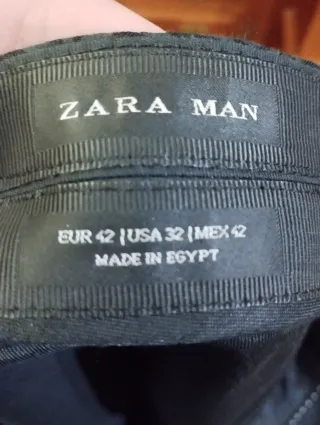 ZARA MAN
EUR 42 | USA 32 | MEX 42
MADE IN EGYPT